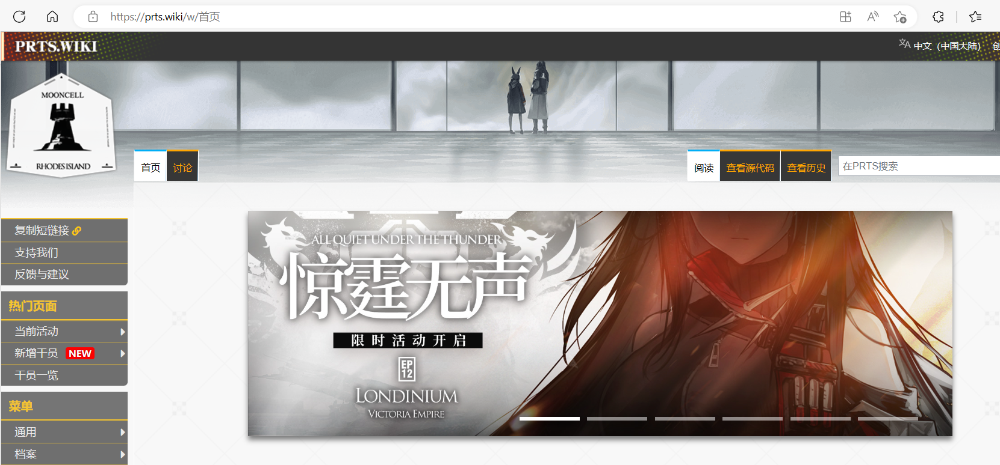 https://prts.wiki/w/首页
PRTS.WIKI
中文（中国大陆）
创
MOONCELL
RHODES ISLAND
首页
讨论
阅读
查看源代码
查看历史
在PRTS搜索
复制短链接
支持我们
反馈与建议
热门页面
当前活动
新增干员 NEW
干员一览
菜单
通用
档案
ALL QUIET UNDER THE THUNDER
惊霆无声
限时活动开启
EP
12
LONDINIUM
VICTORIA EMPIRE